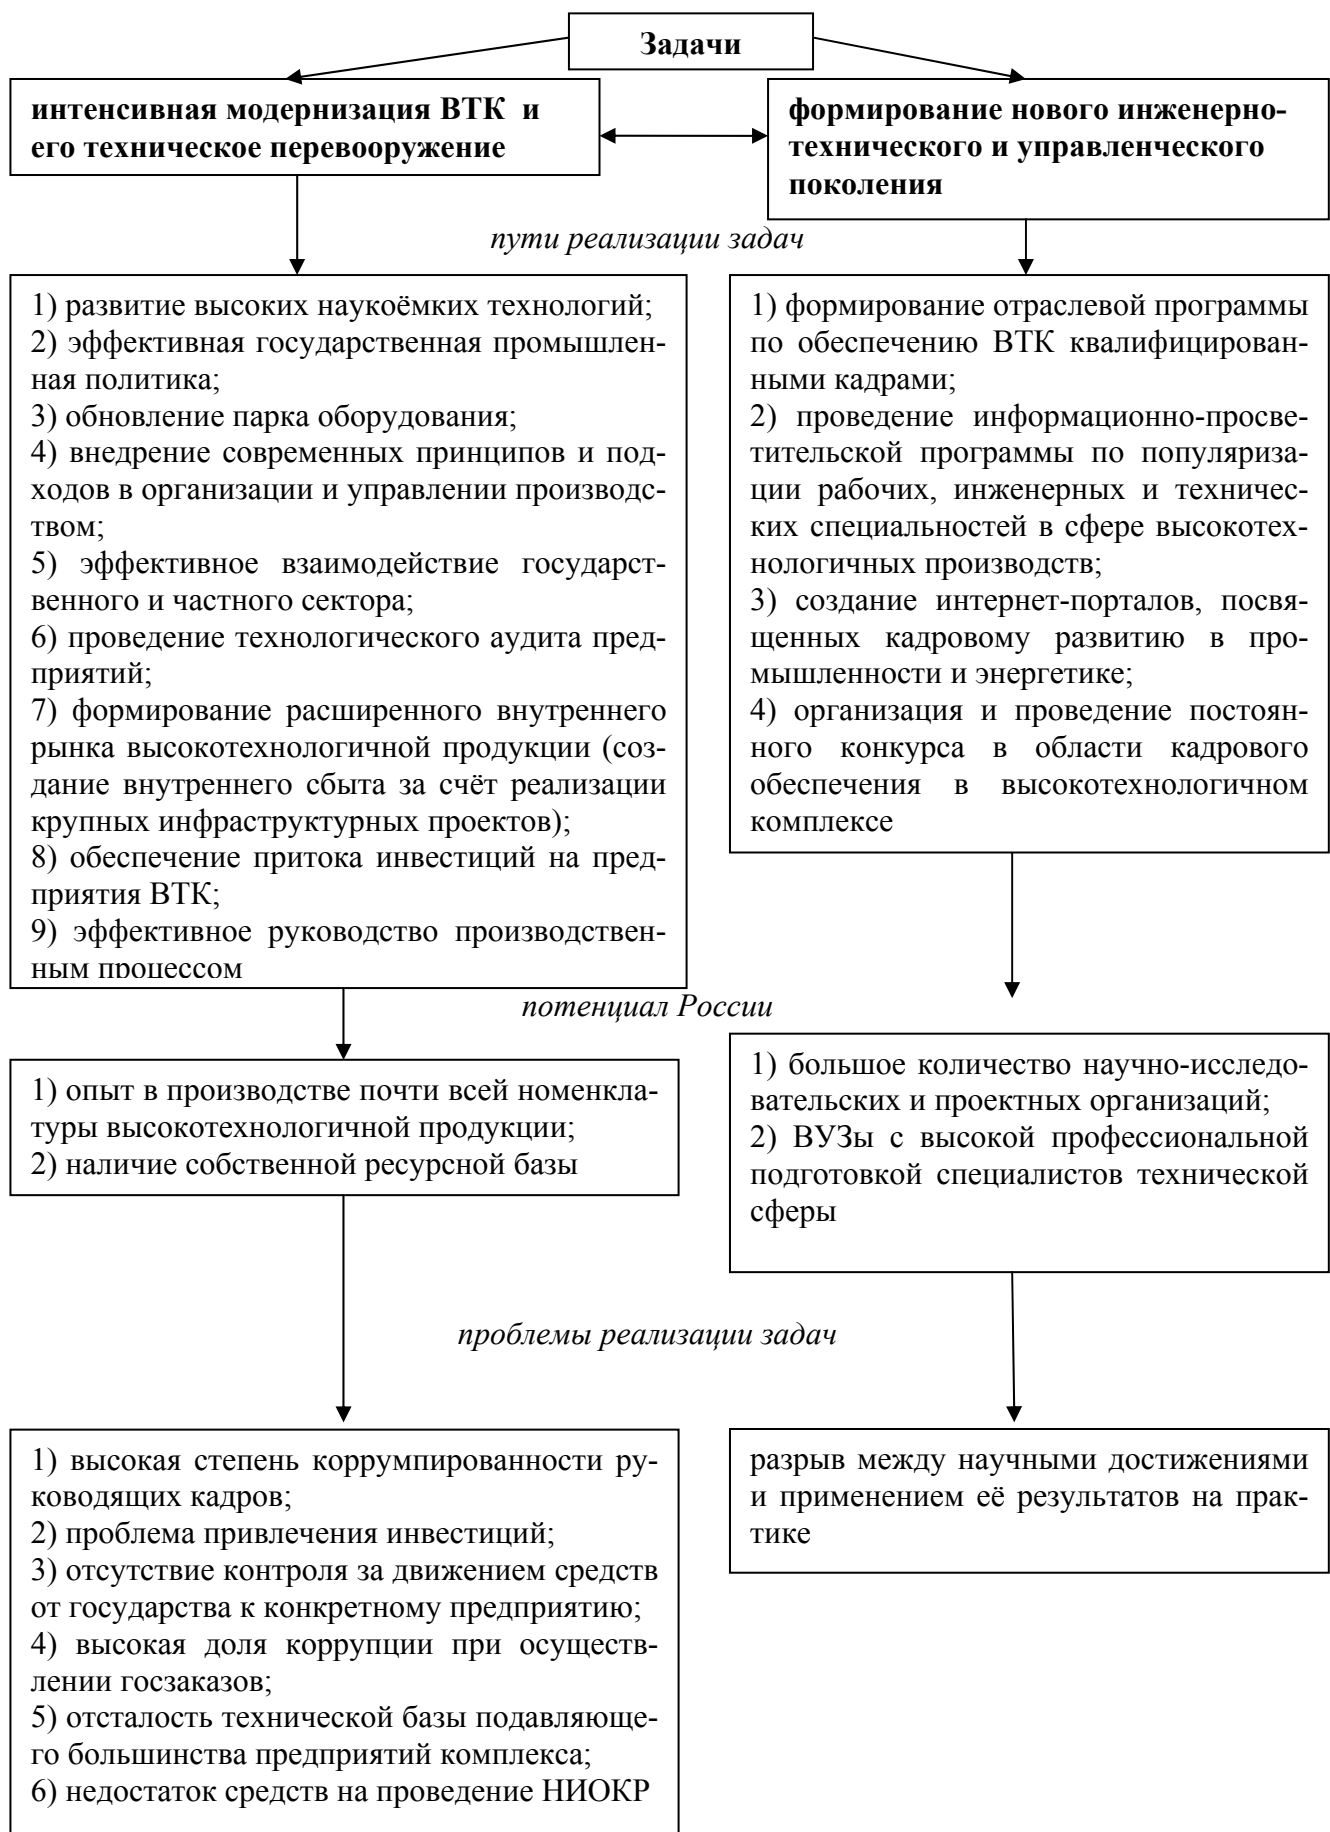 Задачи
интенсивная модернизация ВТК и
его техническое перевооружение
формирование нового инженерно-
технического и управленческого
поколения
пути реализации задач
1) развитие высоких наукоёмких технологий;
2) эффективная государственная промышлен-
ная политика;
3) обновление парка оборудования;
4) внедрение современных принципов и под-
ходов в организации и управлении производс-
твом;
5) эффективное взаимодействие государст-
венного и частного сектора;
6) проведение технологического аудита пред-
приятий;
7) формирование расширенного внутреннего
рынка высокотехнологичной продукции (соз-
дание внутреннего сбыта за счёт реализации
крупных инфраструктурных проектов);
8) обеспечение притока инвестиций на пред-
приятия ВТК;
9) эффективное руководство производствен-
ным процессом
1) формирование отраслевой программы
по обеспечению ВТК квалифицирован-
ными кадрами;
2) проведение информационно-просве-
тительской программы по популяриза-
ции рабочих, инженерных и техничес-
ких специальностей в сфере высокотех-
нологичных производств;
3) создание интернет-порталов, посвя-
щенных кадровому развитию в про-
мышленности и энергетике;
4) организация и проведение постоян-
ного конкурса в области кадрового
обеспечения в высокотехнологичном
комплексе
потенциал России
1) опыт в производстве почти всей номенкла-
туры высокотехнологичной продукции;
2) наличие собственной ресурсной базы
1) большое количество научно-исследо-
вательских и проектных организаций;
2) ВУЗы с высокой профессиональной
подготовкой специалистов технической
сферы
проблемы реализации задач
1) высокая степень коррумпированности ру-
ководящих кадров;
2) проблема привлечения инвестиций;
3) отсутствие контроля за движением средств
от государства к конкретному предприятию;
4) высокая доля коррупции при осуществ-
лении госзаказов;
5) отсталость технической базы подавляюще-
го большинства предприятий комплекса;
6) недостаток средств на проведение НИОКР
разрыв между научными достижениями
и применением её результатов на прак-
тике